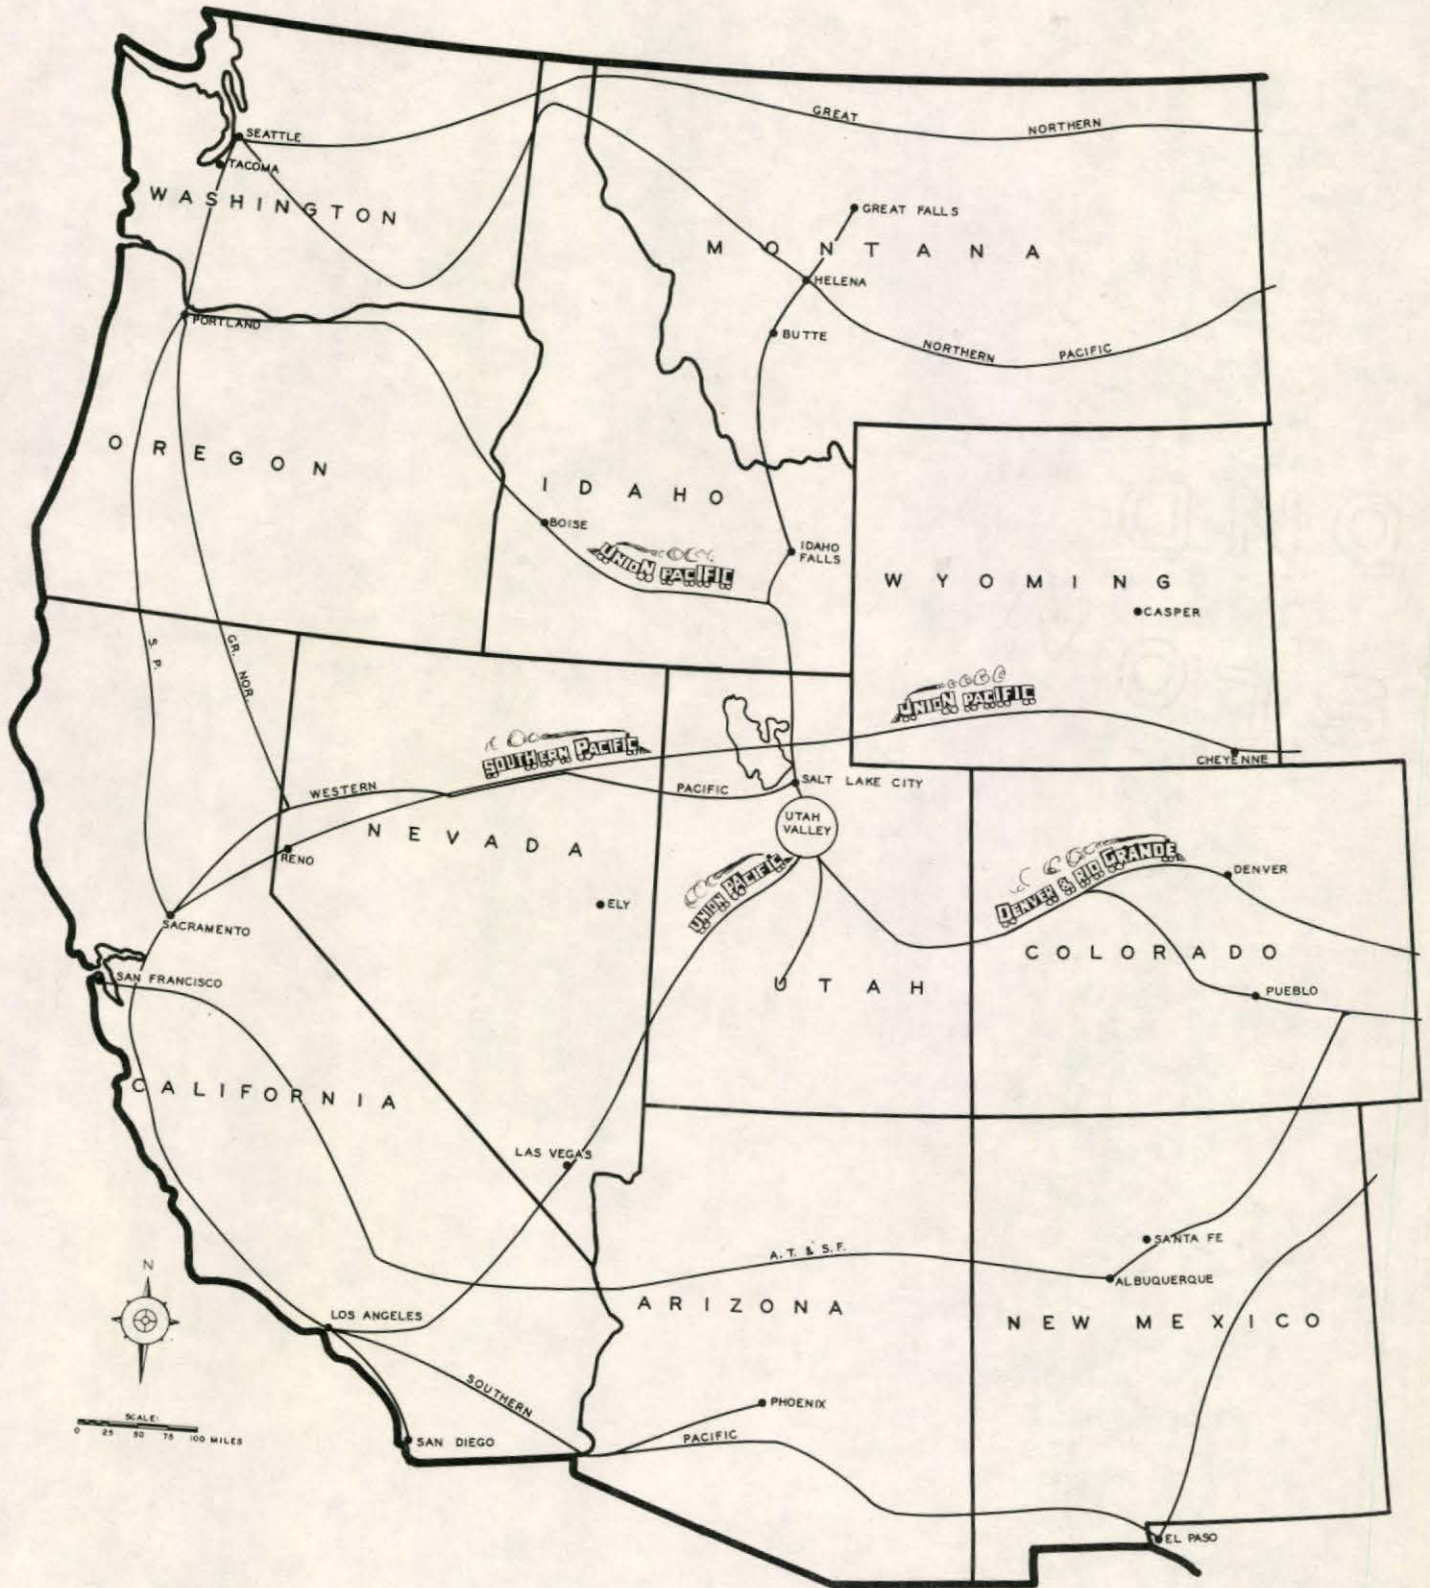 GREAT
NORTHERN
SEATTLE
TACOMA
WASHINGTON
GREAT FALLS
MONTANA
HELENA
BUTTE
NORTHERN
PACIFIC
PORTLAND
OREGON
IDAHO
BOISE
UNION PACIFIC
IDAHO
FALLS
WYOMING
CASPER
S. P.
GR. NOR.
UNION PACIFIC
SOUTHERN PACIFIC
CHEYENNE
WESTERN
PACIFIC
SALT LAKE CITY
NEVADA
UTAH
VALLEY
RENO
UNION PACIFIC
DENVER & RIO GRANDE
DENVER
ELY
SACRAMENTO
COLORADO
SAN FRANCISCO
UTAH
PUEBLO
CALIFORNIA
LAS VEGAS
SANTA FE
A. T. & S. F.
ALBUQUERQUE
N
LOS ANGELES
ARIZONA
NEW MEXICO
SOUTHERN
PHOENIX
PACIFIC
SCALE:
0 25 50 75 100 MILES
SAN DIEGO
EL PASO